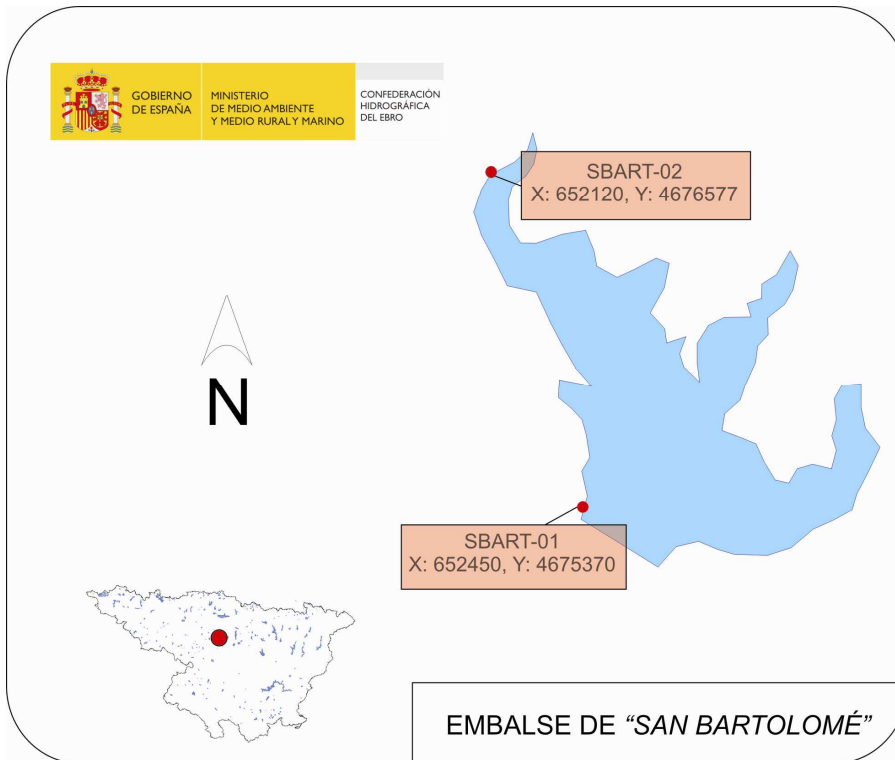 GOBIERNO
DE ESPAÑA
MINISTERIO
DE MEDIO AMBIENTE
Y MEDIO RURAL Y MARINO
CONFEDERACIÓN
HIDROGRÁFICA
DEL EBRO
SBART-02
X: 652120, Y: 4676577
N
SBART-01
X: 652450, Y: 4675370
EMBALSE DE “SAN BARTOLOMÉ”